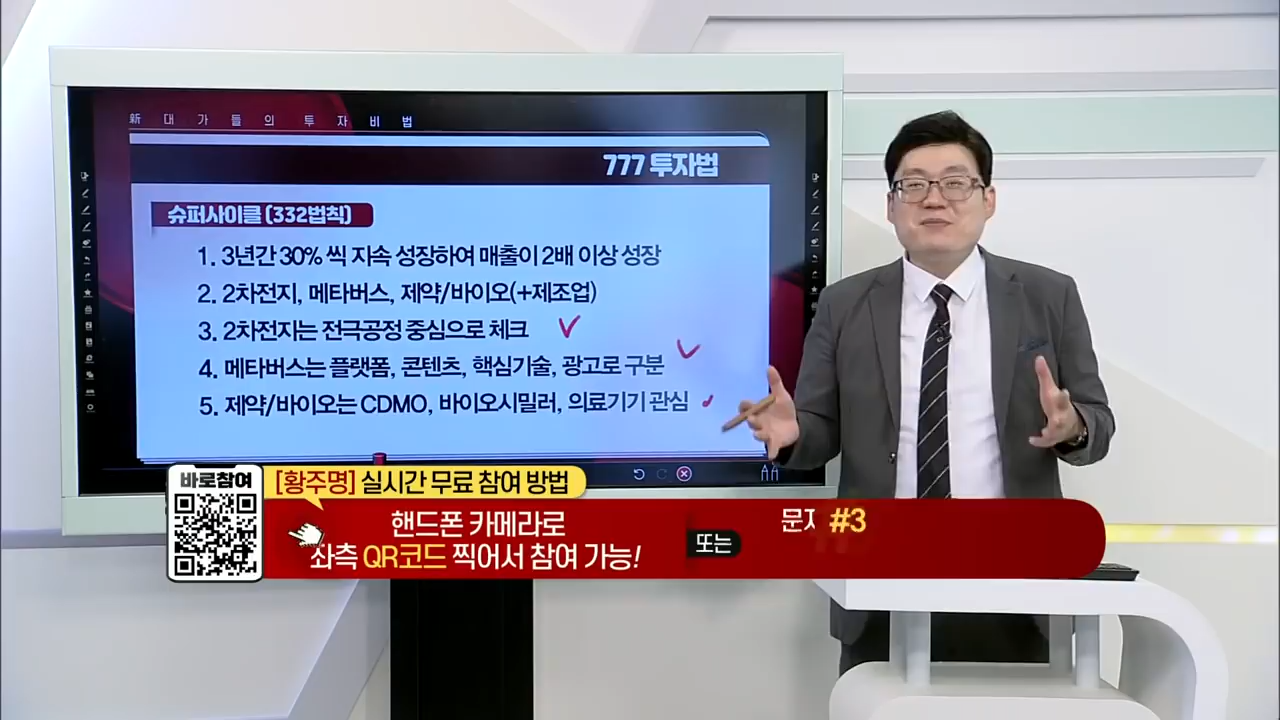 新대가들의 투자비법
777 투자법
슈퍼사이클 (332법칙)
1. 3년간 30% 씩 지속 성장하여 매출이 2배 이상 성장
2. 2차전지, 메타버스, 제약/바이오(+제조업)
3. 2차전지는 전극공정 중심으로 체크
4. 메타버스는 플랫폼, 콘텐츠, 핵심기술, 광고로 구분
5. 제약/바이오는 CDMO, 바이오시밀러, 의료기기 관심
바로참여
[황주명] 실시간 무료 참여 방법
핸드폰 카메라로
좌측 QR코드 찍어서 참여 가능!
또는
#3